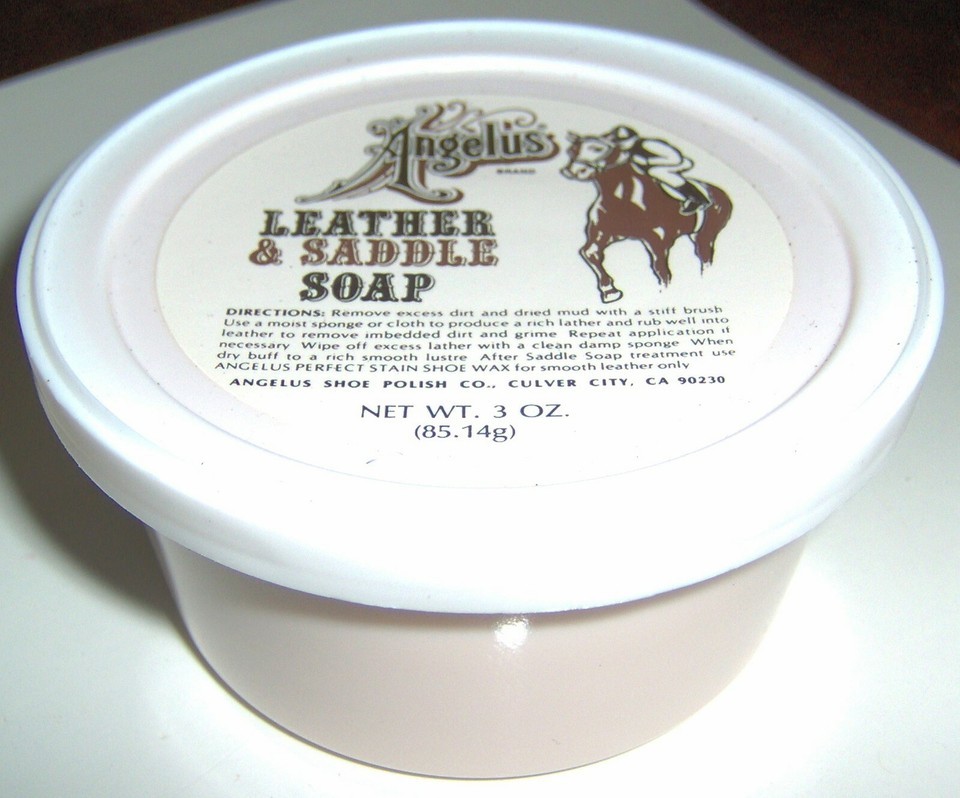 Angelus
BRAND
LEATHER
& SADDLE
SOAP
DIRECTIONS: Remove excess dirt and dried mud with a stiff brush
Use a moist sponge or cloth to produce a rich lather and rub well into
leather to remove imbedded dirt and grime Repeat application if
necessary Wipe off excess lather with a clean damp sponge When
dry buff to a rich smooth lustre After Saddle Soap treatment use
ANGELUS PERFECT STAIN SHOE WAX for smooth leather only
ANGELUS SHOE POLISH CO., CULVER CITY, CA 90230
NET WT. 3 OZ.
(85.14g)